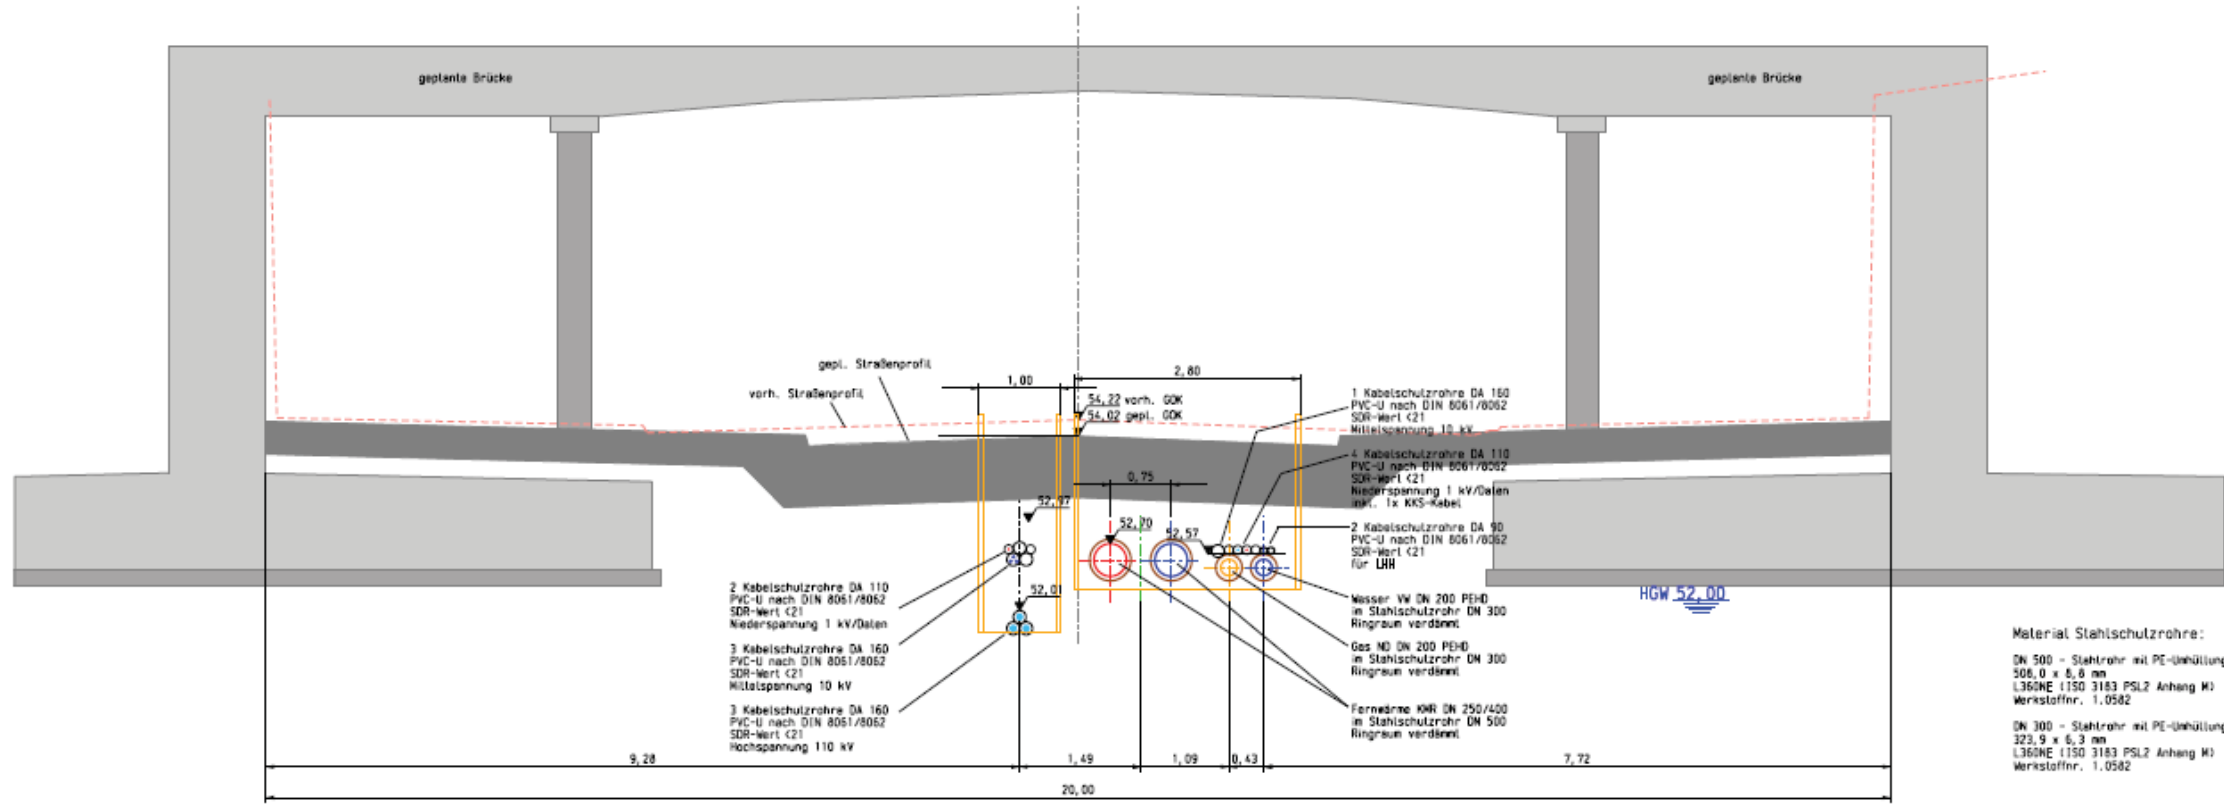 geplante Brücke
geplante Brücke
gepl. Straßenprofil
vorh. Straßenprofil
1,00
2,80
54,22 vorh. GOK
54,02 gepl. GOK
0,75
52,97
52,70
52,57
52,01
1 Kabelschutzrohre DA 160
PVC-U nach DIN 8061/8062
SDR-Wert <21
Mittelspannung 10 kV
4 Kabelschutzrohre DA 110
PVC-U nach DIN 8061/8062
SDR-Wert <21
Niederspannung 1 kV/Daten
inkl. 1x KKS-Kabel
2 Kabelschutzrohre DA 90
PVC-U nach DIN 8061/8062
SDR-Wert <21
für LHH
Wasser VW DN 200 PEHD
im Stahlschutzrohr DN 300
Ringraum verdämmt
Gas ND DN 200 PEHD
im Stahlschutzrohr DN 300
Ringraum verdämmt
Fernwärme KMR DN 250/400
im Stahlschutzrohr DN 500
Ringraum verdämmt
2 Kabelschutzrohre DA 110
PVC-U nach DIN 8061/8062
SDR-Wert <21
Niederspannung 1 kV/Daten
3 Kabelschutzrohre DA 160
PVC-U nach DIN 8061/8062
SDR-Wert <21
Mittelspannung 10 kV
3 Kabelschutzrohre DA 160
PVC-U nach DIN 8061/8062
SDR-Wert <21
Hochspannung 110 kV
HGW 52,00
Material Stahlschutzrohre:
DN 500 - Stahlrohr mit PE-Umhüllung
508,0 x 8,8 mm
L360NE (ISO 3183 PSL2 Anhang M)
Werkstoffnr. 1.0582
DN 300 - Stahlrohr mit PE-Umhüllung
323,9 x 6,3 mm
L360NE (ISO 3183 PSL2 Anhang M)
Werkstoffnr. 1.0582
9,28
1,49
1,09
0,43
7,72
20,00